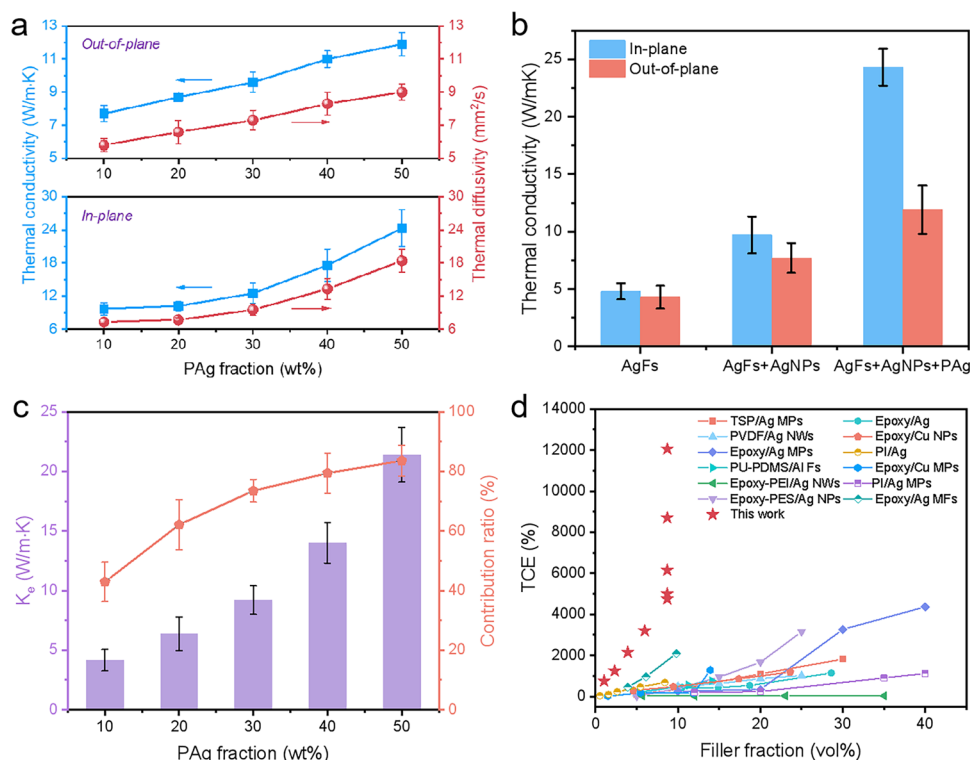 a
Out-of-plane
Thermal conductivity (W/m·K)
Thermal diffusivity (mm²/s)
13
11
9
7
5
13
11
9
7
5
10 20 30 40 50
In-plane
30
24
18
12
6
30
24
18
12
6
10 20 30 40 50
PAg fraction (wt%)
b
In-plane
Out-of-plane
Thermal conductivity (W/mK)
25
20
15
10
5
0
AgFs AgFs+AgNPs AgFs+AgNPs+PAg
c
Kₑ (W/m·K)
Contribution ratio (%)
25
20
15
10
5
0
100
80
60
40
20
0
10 20 30 40 50
PAg fraction (wt%)
d
TCE (%)
14000
12000
10000
8000
6000
4000
2000
0
TSP/Ag MPs Epoxy/Ag
PVDF/Ag NWs Epoxy/Cu NPs
Epoxy/Ag MPs PI/Ag
PU-PDMS/Al Fs Epoxy/Cu MPs
Epoxy-PEI/Ag NWs PI/Ag MPs
Epoxy-PES/Ag NPs Epoxy/Ag MFs
This work
0 10 20 30 40
Filler fraction (vol%)